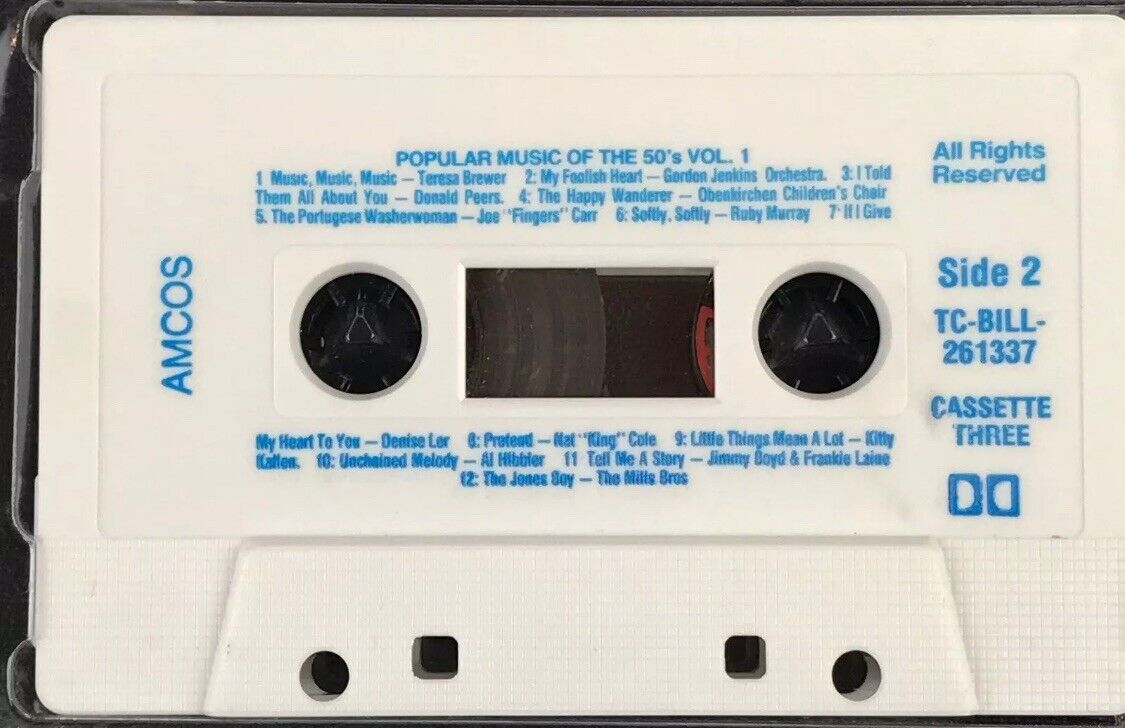 POPULAR MUSIC OF THE 50's VOL. 1
1 Music, Music, Music – Teresa Brewer 2: My Foolish Heart – Gordon Jenkins Orchestra. 3: I Told
Them All About You – Donald Peers. 4: The Happy Wanderer – Obenkirchen Children's Choir
5. The Portugese Washerwoman – Joe "Fingers" Carr 6: Softly, Softly – Ruby Murray 7 If I Give
All Rights
Reserved
AMCOS
Side 2
TC-BILL-
261337
CASSETTE
THREE
My Heart To You – Denise Lor 8: Pretend – Nat "King" Cole 9: Little Things Mean A Lot – Kitty
Kallen. 10: Unchained Melody – Al Hibbler 11 Tell Me A Story – Jimmy Boyd & Frankie Laine
12: The Jones Boy – The Mills Bros